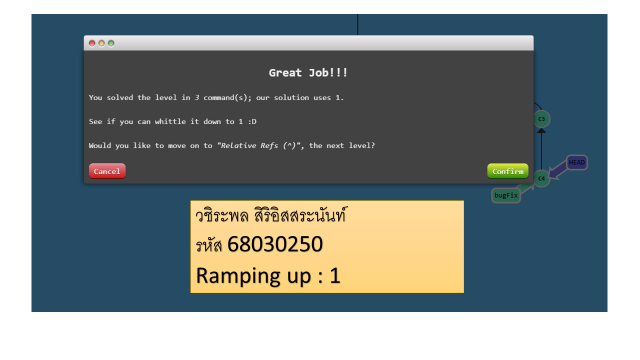 Great Job!!!
You solved the level in 3 command(s); our solution uses 1.
See if you can whittle it down to 1 :D
Would you like to move on to "Relative Refs (^)", the next level?
Cancel
Confirm
C3
HEAD
C4
bugFix
วชิระพล สิริอิสสระนันท์
รหัส 68030250
Ramping up : 1